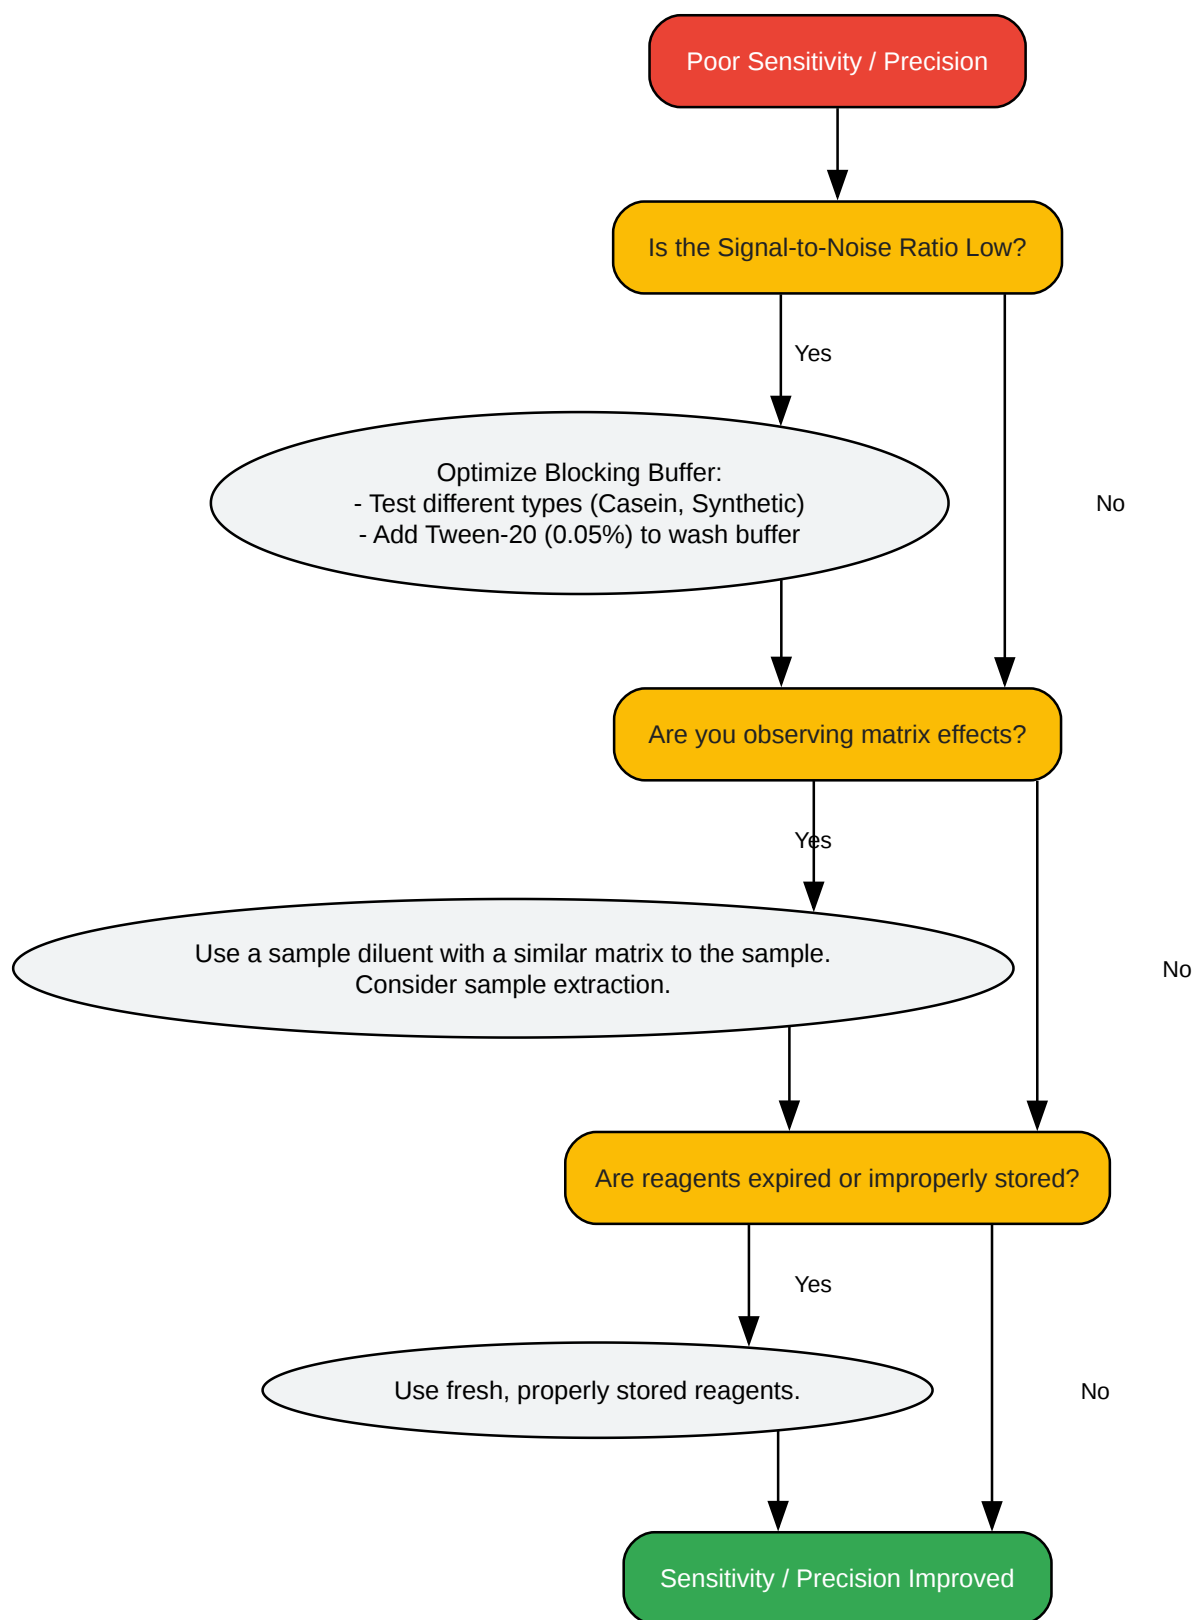 Poor Sensitivity / Precision
Is the Signal-to-Noise Ratio Low?
Yes
Optimize Blocking Buffer:
- Test different types (Casein, Synthetic)
- Add Tween-20 (0.05%) to wash buffer
No
Are you observing matrix effects?
Yes
Use a sample diluent with a similar matrix to the sample.
Consider sample extraction.
No
Are reagents expired or improperly stored?
Yes
Use fresh, properly stored reagents.
No
Sensitivity / Precision Improved